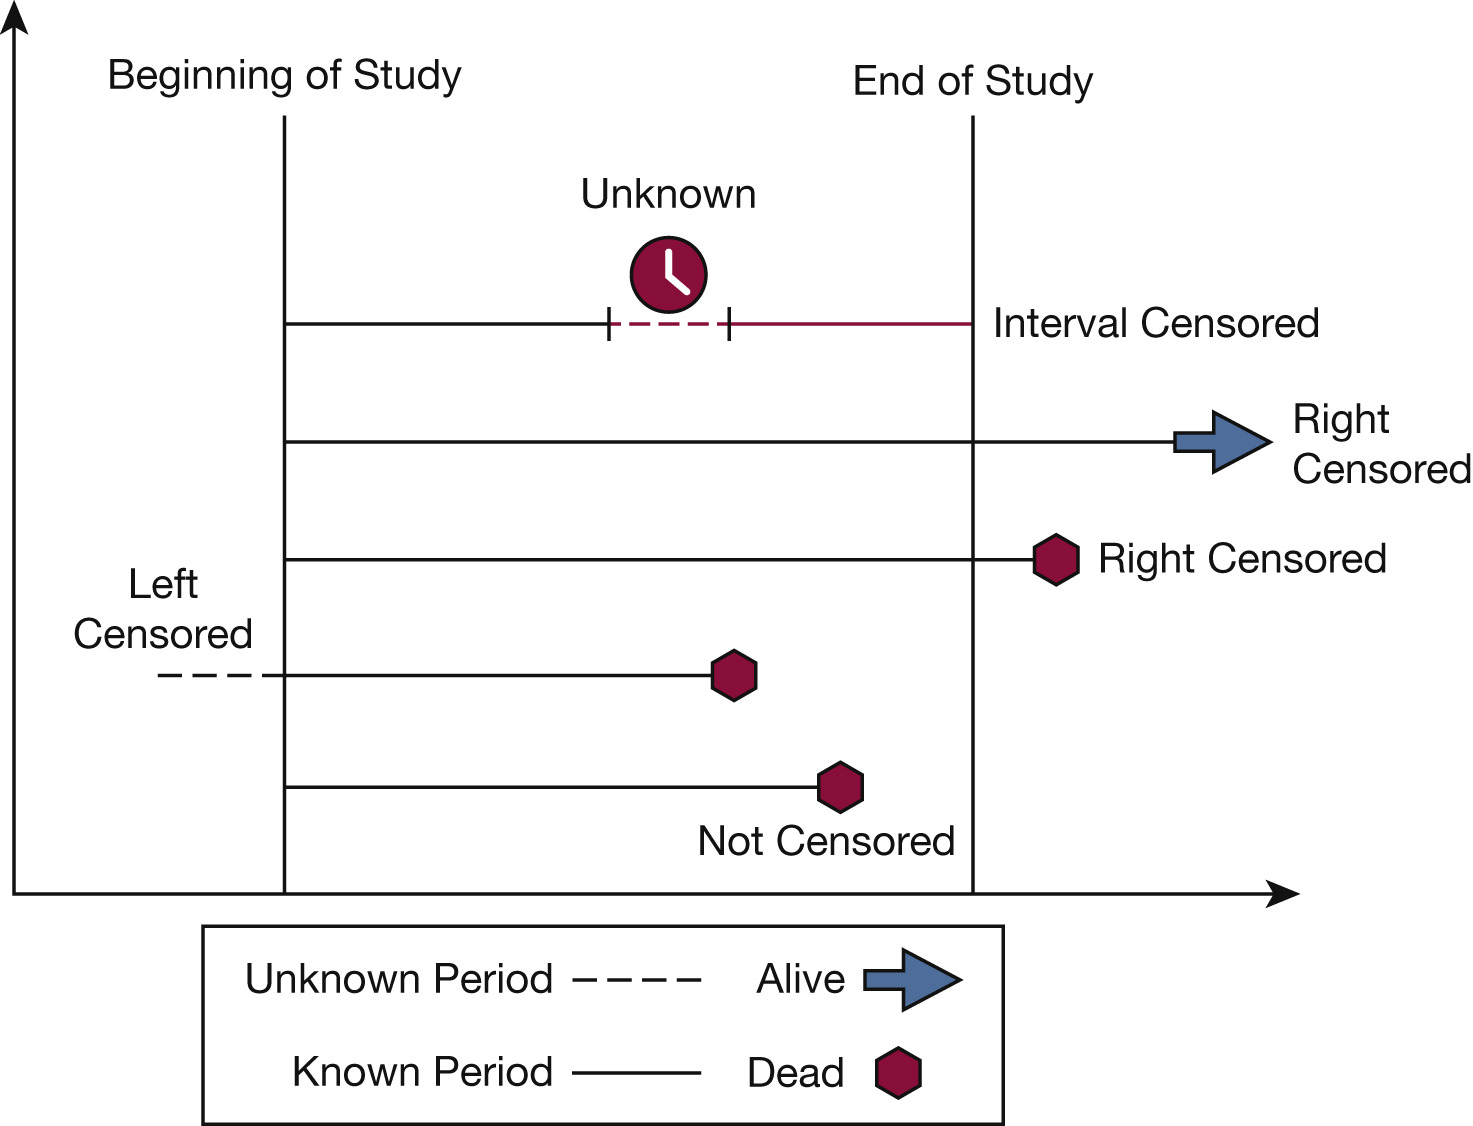 Beginning of Study
End of Study
Unknown
Interval Censored
Right
Censored
Right Censored
Left
Censored
Not Censored
Unknown Period
Alive
Known Period
Dead